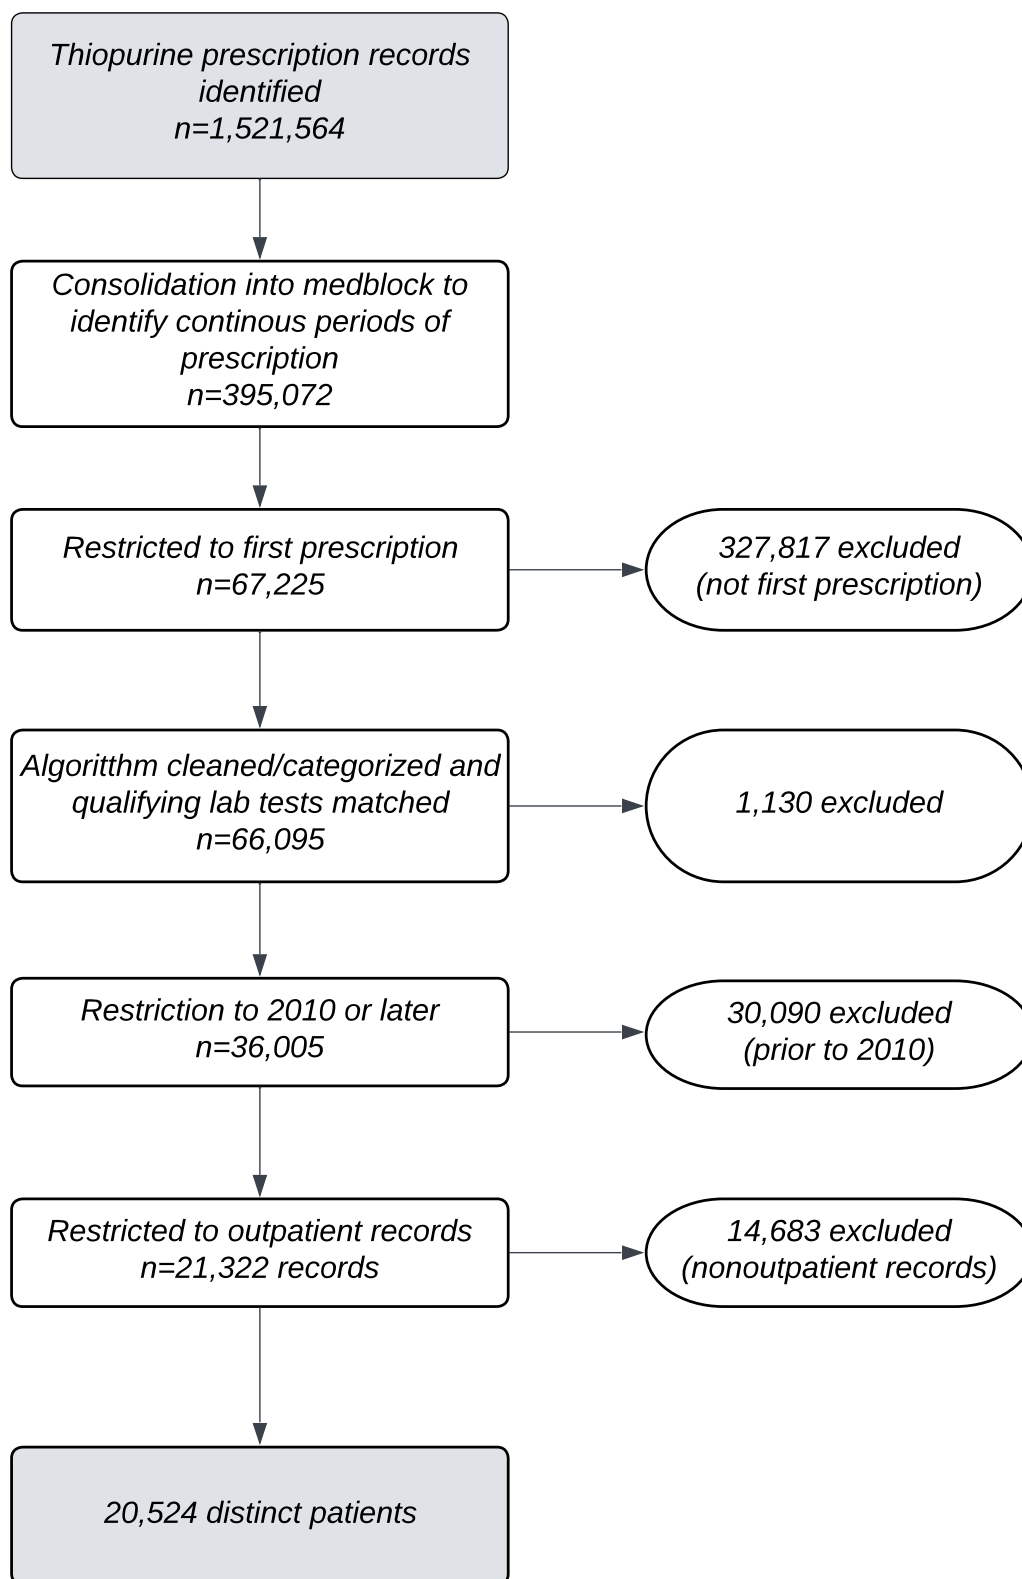 Thiopurine prescription records
identified
n=1,521,564
Consolidation into medblock to
identify continous periods of
prescription
n=395,072
Restricted to first prescription
n=67,225
327,817 excluded
(not first prescription)
Algoritthm cleaned/categorized and
qualifying lab tests matched
n=66,095
1,130 excluded
Restriction to 2010 or later
n=36,005
30,090 excluded
(prior to 2010)
Restricted to outpatient records
n=21,322 records
14,683 excluded
(nonoutpatient records)
20,524 distinct patients